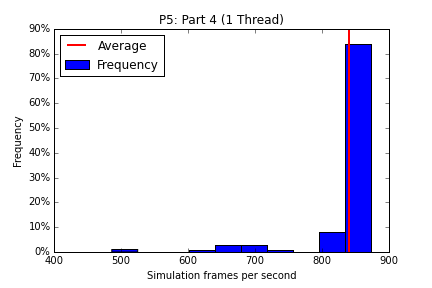 P5: Part 4 (1 Thread)
90%
80%
70%
60%
50%
40%
30%
20%
10%
0%
Frequency
Average
Frequency
400 500 600 700 800 900
Simulation frames per second